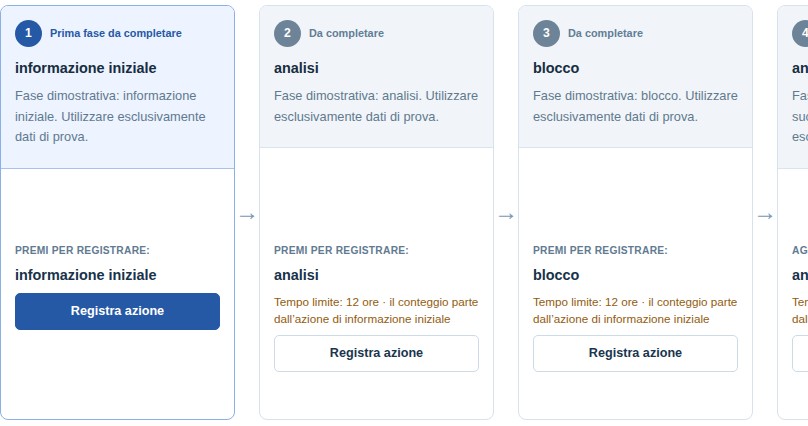 1 Prima fase da completare
informazione iniziale
Fase dimostrativa: informazione
iniziale. Utilizzare esclusivamente
dati di prova.
PREMI PER REGISTRARE:
informazione iniziale
Registra azione
→
2 Da completare
analisi
Fase dimostrativa: analisi. Utilizzare
esclusivamente dati di prova.
PREMI PER REGISTRARE:
analisi
Tempo limite: 12 ore · il conteggio parte
dall’azione di informazione iniziale
Registra azione
→
3 Da completare
blocco
Fase dimostrativa: blocco. Utilizzare
esclusivamente dati di prova.
PREMI PER REGISTRARE:
blocco
Tempo limite: 12 ore · il conteggio parte
dall’azione di informazione iniziale
Registra azione
→
4